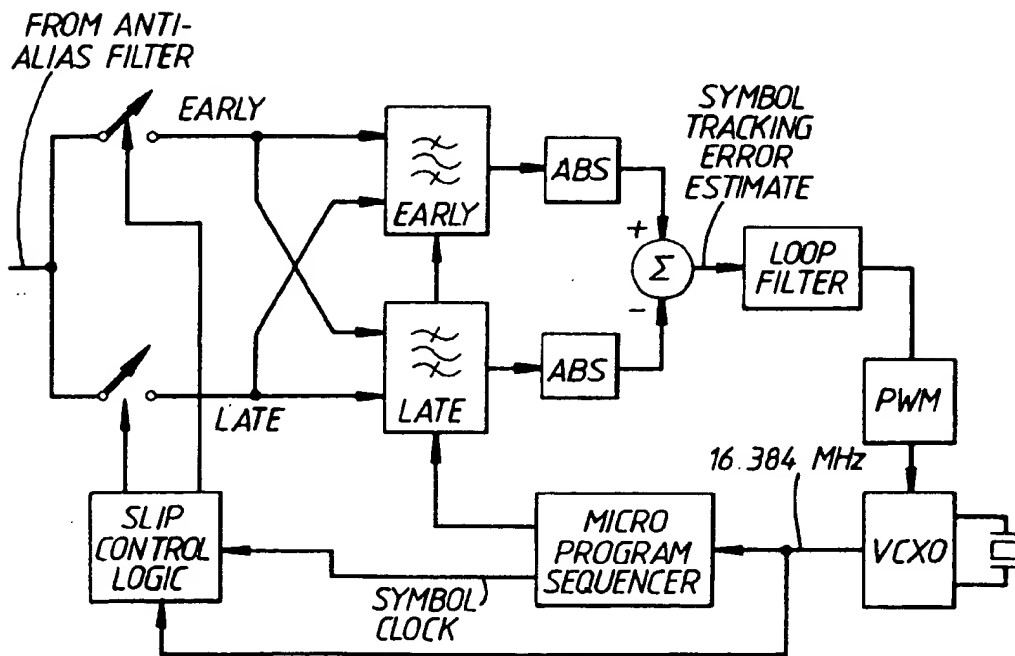 FROM ANTI-
ALIAS FILTER
EARLY
EARLY
ABS
SYMBOL
TRACKING
ERROR
ESTIMATE
+
Σ
-
LOOP
FILTER
LATE
LATE
ABS
PWM
16.384 MHz
SLIP
CONTROL
LOGIC
SYMBOL
CLOCK
MICRO
PROGRAM
SEQUENCER
VCXO